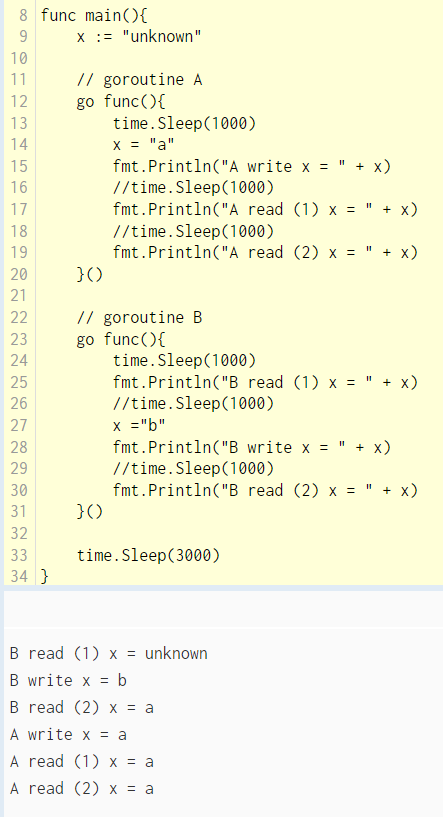 8 func main(){
9     x := "unknown"
10
11     // goroutine A
12     go func(){
13         time.Sleep(1000)
14         x = "a"
15         fmt.Println("A write x = " + x)
16         //time.Sleep(1000)
17         fmt.Println("A read (1) x = " + x)
18         //time.Sleep(1000)
19         fmt.Println("A read (2) x = " + x)
20     }()
21
22     // goroutine B
23     go func(){
24         time.Sleep(1000)
25         fmt.Println("B read (1) x = " + x)
26         //time.Sleep(1000)
27         x ="b"
28         fmt.Println("B write x = " + x)
29         //time.Sleep(1000)
30         fmt.Println("B read (2) x = " + x)
31     }()
32
33     time.Sleep(3000)
34 }
B read (1) x = unknown
B write x = b
B read (2) x = a
A write x = a
A read (1) x = a
A read (2) x = a